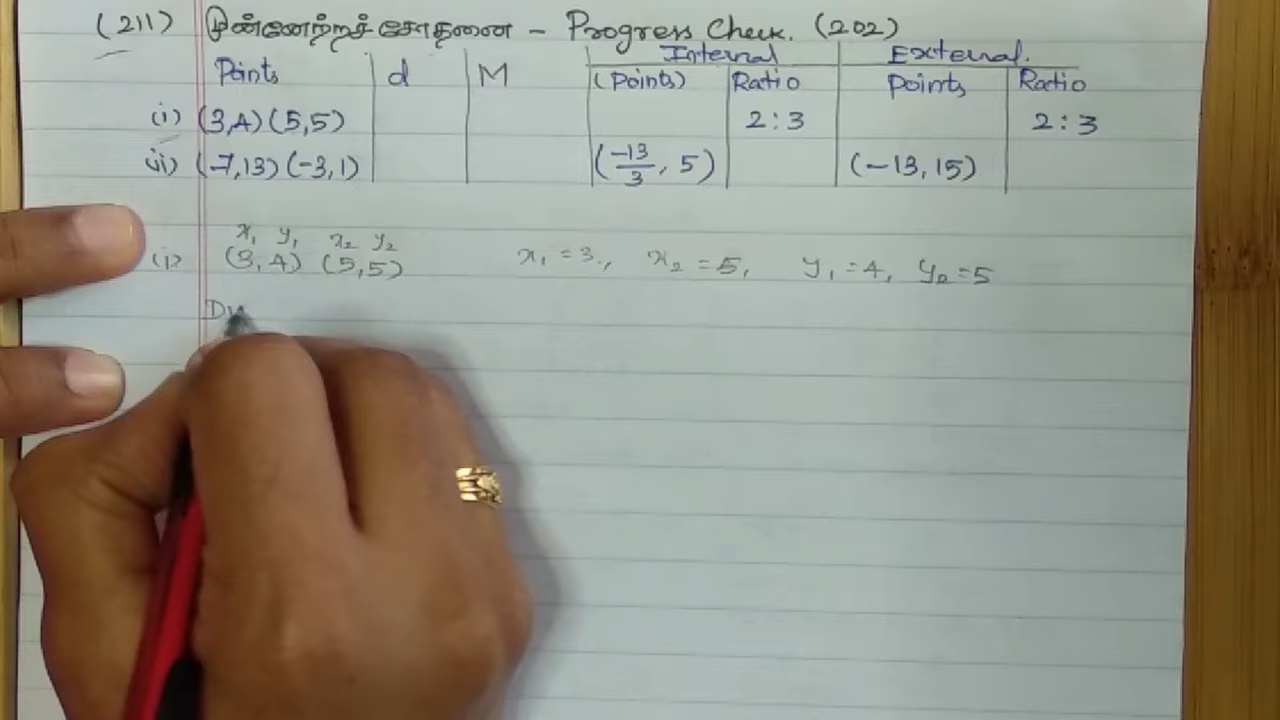 (211) முன்னேற்றச் சோதனை - Progress Check. (202)
Internal External.
Points d M (Points) Ratio Points Ratio
(i) (3,4) (5,5) 2:3 2:3
(ii) (-7,13) (-3,1) (-13/3, 5) (-13, 15)
x₁ y₁ x₂ y₂
(i) (3,4) (5,5) x₁ = 3., x₂ = 5, y₁ = 4, y₂ = 5